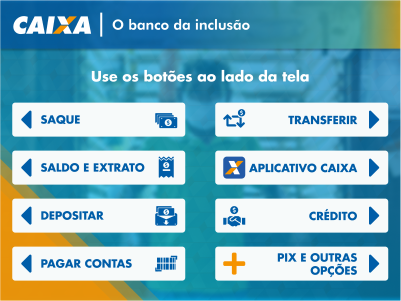 CAIXA | O banco da inclusão
Use os botões ao lado da tela
SAQUE
TRANSFERIR
SALDO E EXTRATO
APLICATIVO CAIXA
DEPOSITAR
CRÉDITO
PAGAR CONTAS
PIX E OUTRAS
OPÇÕES